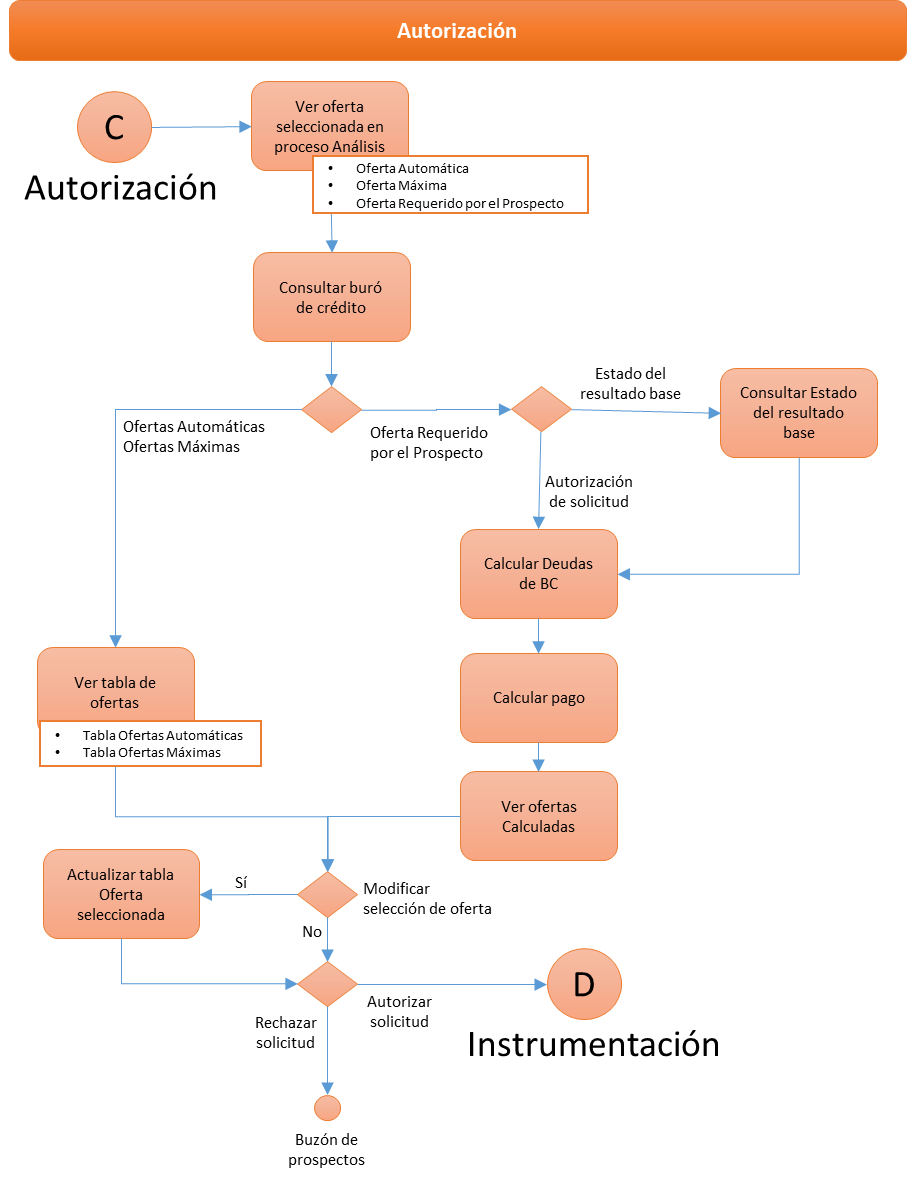 Autorización
C
Autorización
Ver oferta
seleccionada en
proceso Análisis
• Oferta Automática
• Oferta Máxima
• Oferta Requerido por el Prospecto
Consultar buró
de crédito
Ofertas Automáticas
Ofertas Máximas
Oferta Requerido
por el Prospecto
Estado del
resultado base
Consultar Estado
del resultado
base
Autorización
de solicitud
Calcular Deudas
de BC
Calcular pago
Ver tabla de
ofertas
• Tabla Ofertas Automáticas
• Tabla Ofertas Máximas
Ver ofertas
Calculadas
Actualizar tabla
Oferta
seleccionada
Sí
Modificar
selección de oferta
No
Rechazar
solicitud
Autorizar
solicitud
D
Instrumentación
Buzón de
prospectos